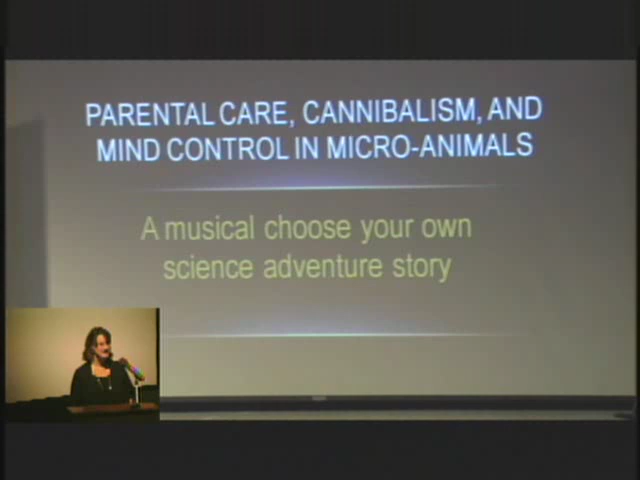 PARENTAL CARE, CANNIBALISM, AND
MIND CONTROL IN MICRO-ANIMALS
A musical choose your own
science adventure story